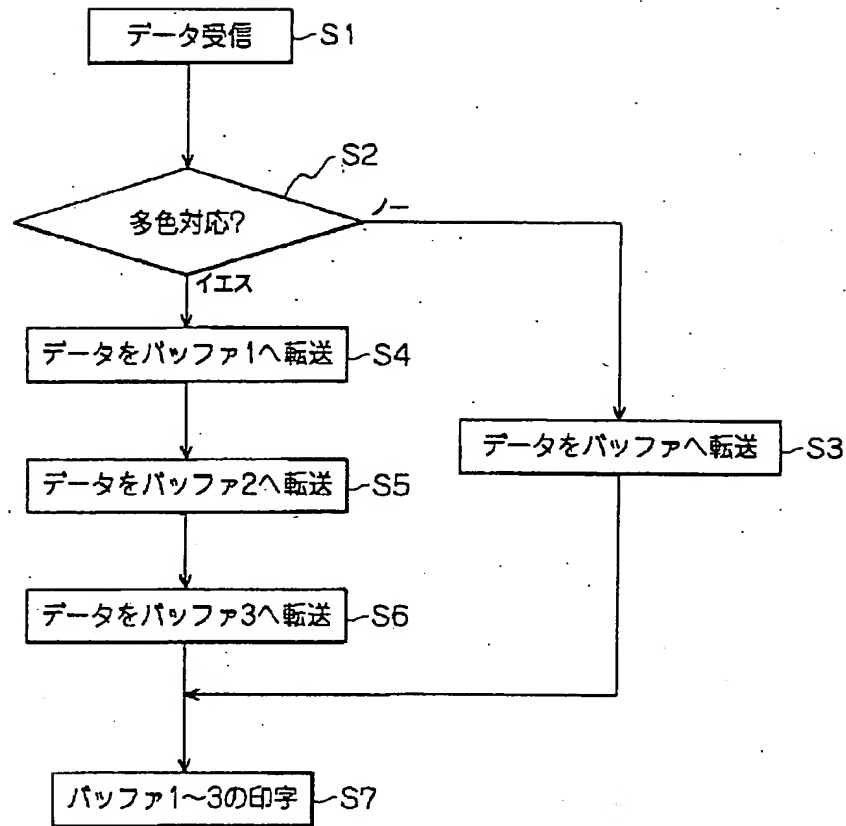 データ受信 S1
S2
多色対応?
ノー
イエス
データをバッファ1へ転送 S4
データをバッファへ転送 S3
データをバッファ2へ転送 S5
データをバッファ3へ転送 S6
バッファ1~3の印字 S7